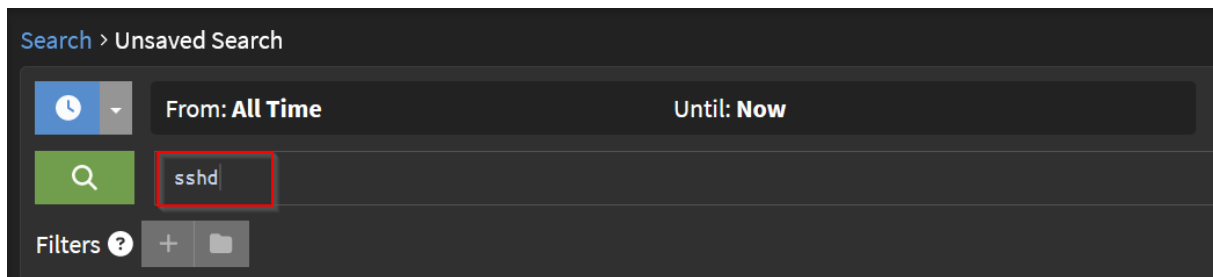 Search > Unsaved Search
From: All Time Until: Now
sshd
Filters ?